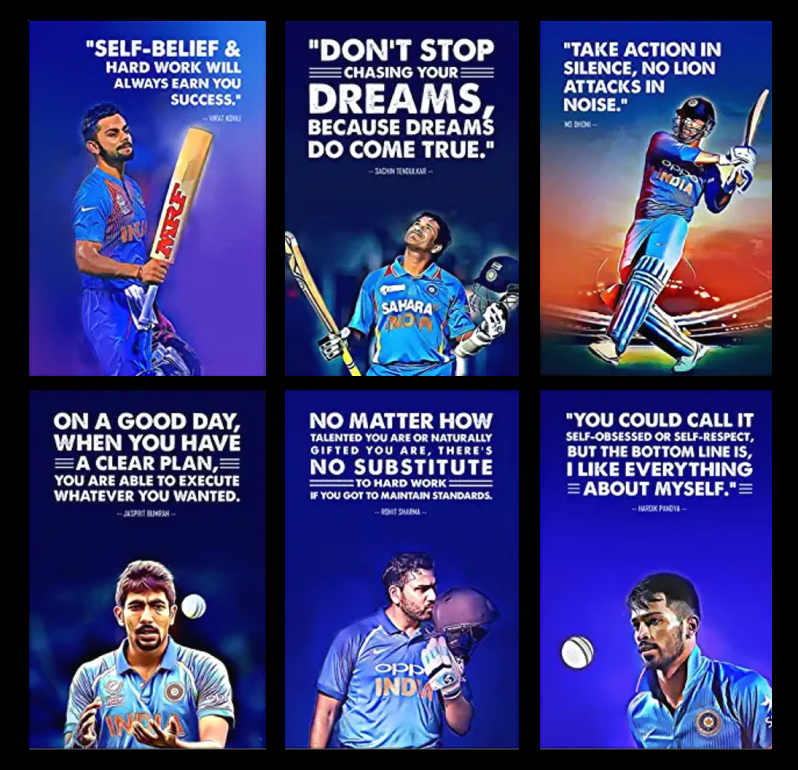 "SELF-BELIEF &
HARD WORK WILL
ALWAYS EARN YOU
SUCCESS."
-- VIRAT KOHLI
MRF
INDIA
"DON'T STOP
CHASING YOUR
DREAMS,
BECAUSE DREAMS
DO COME TRUE."
-- SACHIN TENDULKAR --
SAHARA
INDIA
"TAKE ACTION IN
SILENCE, NO LION
ATTACKS IN
NOISE."
MS DHONI --
oppo
INDIA
ON A GOOD DAY,
WHEN YOU HAVE
A CLEAR PLAN,
YOU ARE ABLE TO EXECUTE
WHATEVER YOU WANTED.
-- JASPRIT BUMRAH --
INDIA
NO MATTER HOW
TALENTED YOU ARE OR NATURALLY
GIFTED YOU ARE, THERE'S
NO SUBSTITUTE
TO HARD WORK
IF YOU GOT TO MAINTAIN STANDARDS.
-- ROHIT SHARMA --
oppo
INDIA
"YOU COULD CALL IT
SELF-OBSESSED OR SELF-RESPECT,
BUT THE BOTTOM LINE IS,
I LIKE EVERYTHING
ABOUT MYSELF."
-- HARDIK PANDYA --